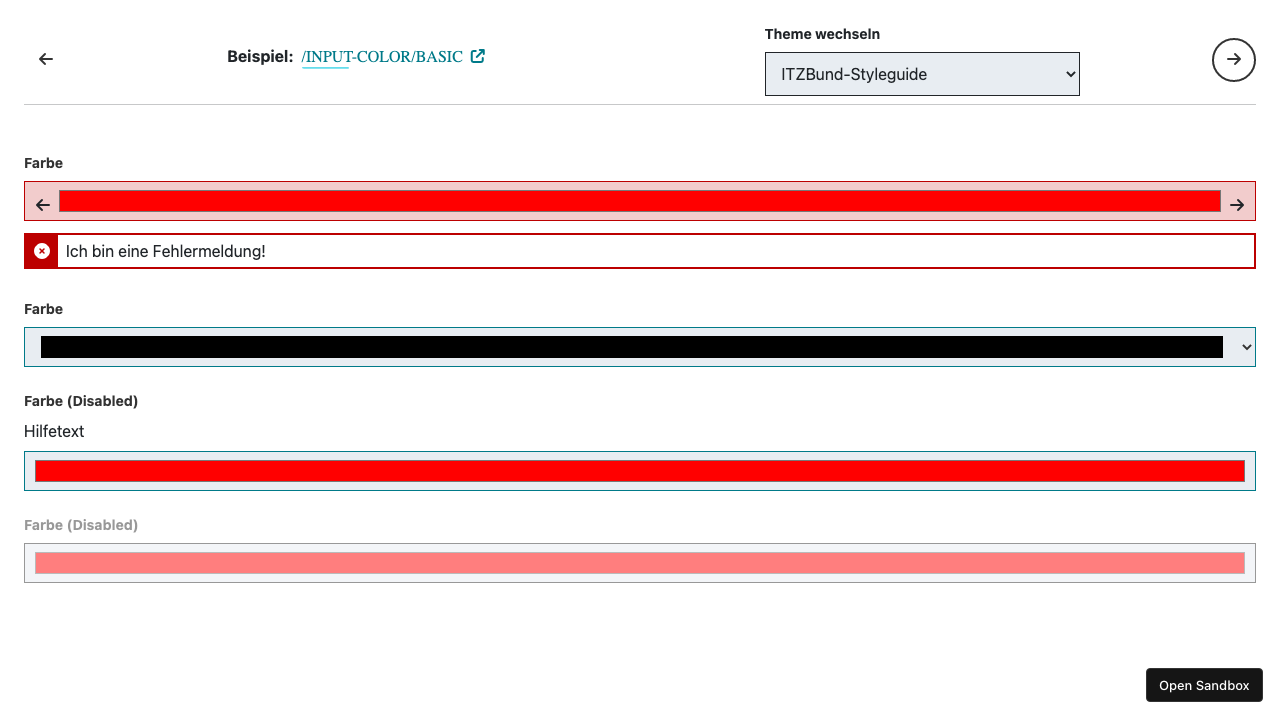 Beispiel: /INPUT-COLOR/BASIC
Theme wechseln
ITZBund-Styleguide
Farbe
Ich bin eine Fehlermeldung!
Farbe
Farbe (Disabled)
Hilfetext
Farbe (Disabled)
Open Sandbox